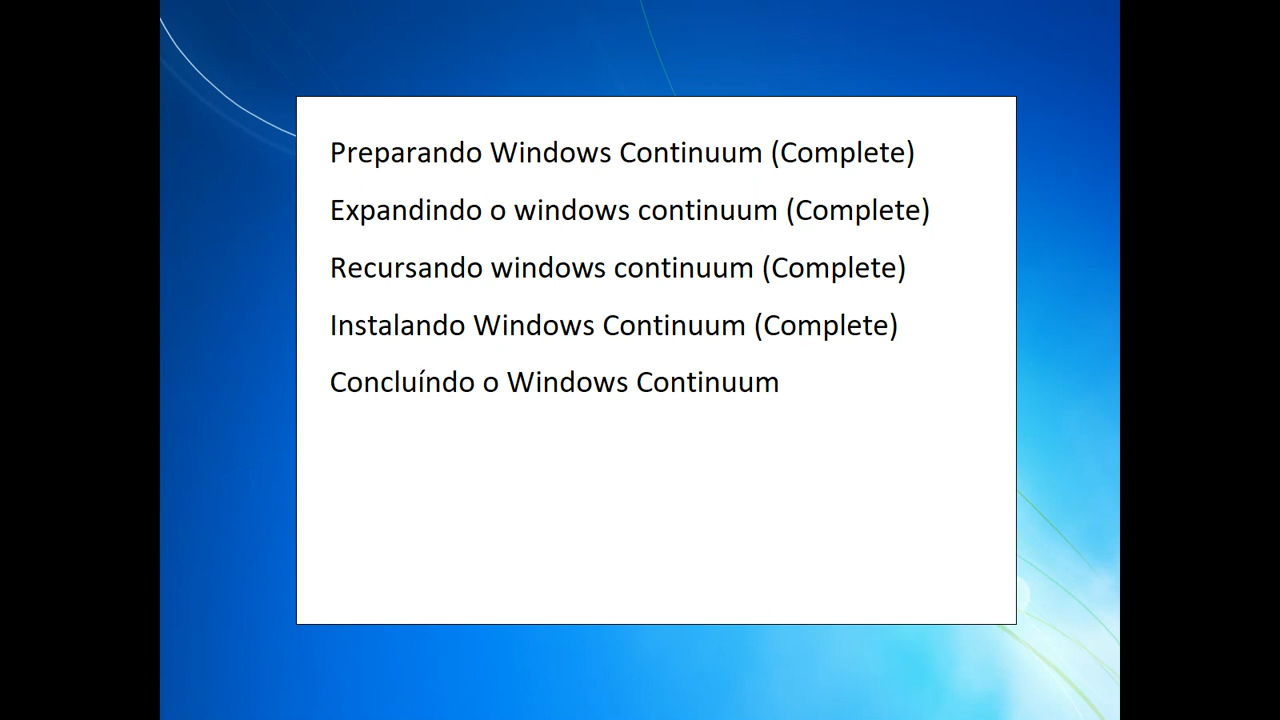 Preparando Windows Continuum (Complete)
Expandindo o windows continuum (Complete)
Recursando windows continuum (Complete)
Instalando Windows Continuum (Complete)
Concluíndo o Windows Continuum